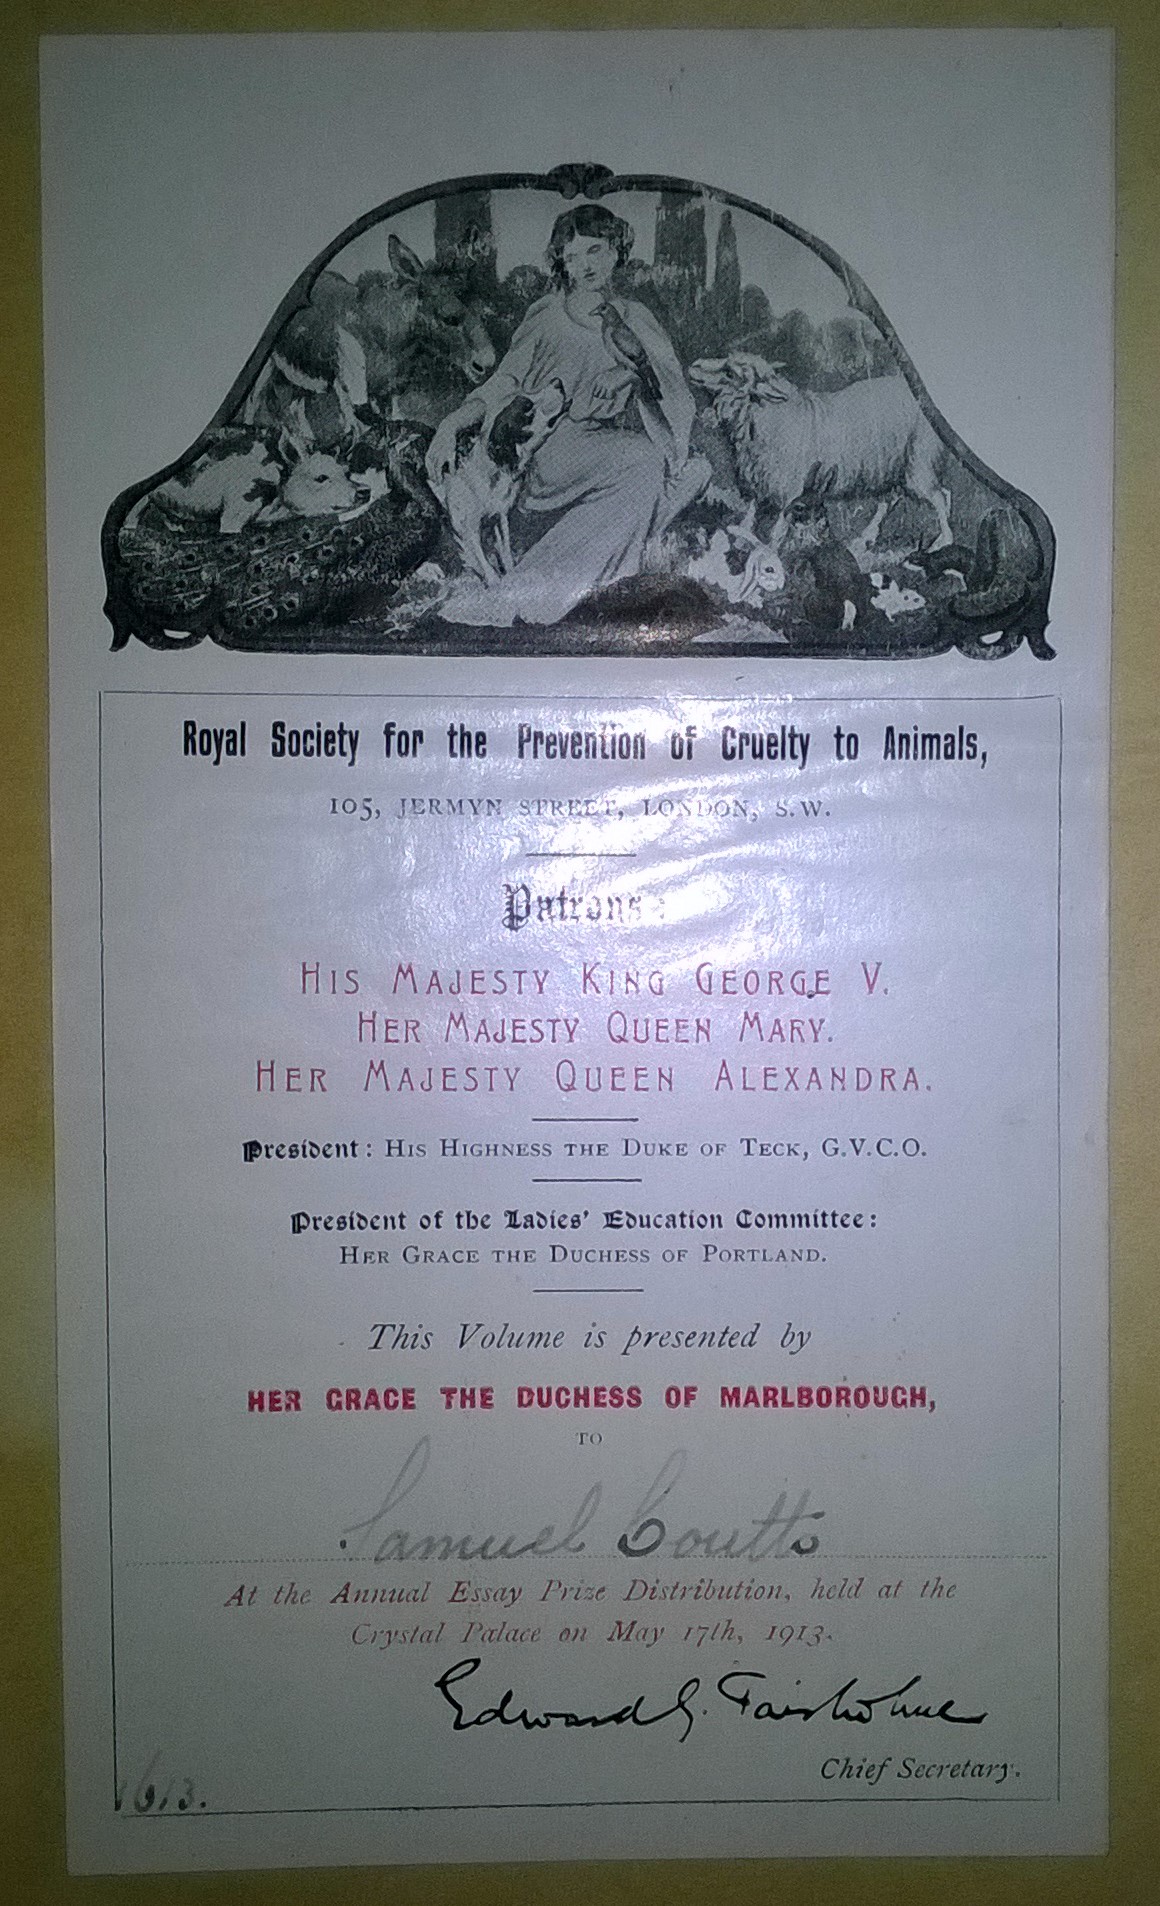 Royal Society for the Prevention of Cruelty to Animals,
105, JERMYN STREET, LONDON, S.W.
Patrons:
HIS MAJESTY KING GEORGE V.
HER MAJESTY QUEEN MARY.
HER MAJESTY QUEEN ALEXANDRA.
President: HIS HIGHNESS THE DUKE OF TECK, G.V.C.O.
President of the Ladies' Education Committee:
HER GRACE THE DUCHESS OF PORTLAND.
This Volume is presented by
HER GRACE THE DUCHESS OF MARLBOROUGH,
TO
Samuel Coutts
At the Annual Essay Prize Distribution, held at the
Crystal Palace on May 17th, 1913.
Edward G. Fairholme
Chief Secretary.
1613.